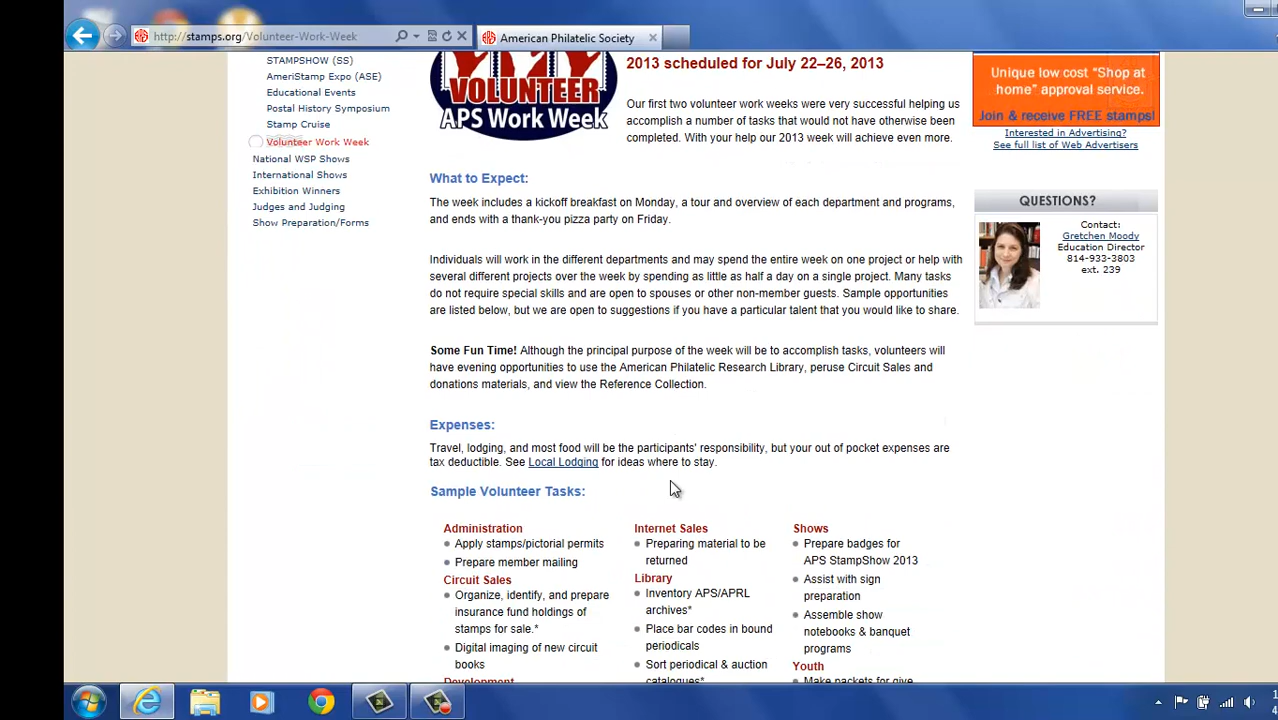 http://stamps.org/Volunteer-Work-Week
American Philatelic Society
STAMPSHOW (SS)
AmeriStamp Expo (ASE)
Educational Events
Postal History Symposium
Stamp Cruise
Volunteer Work Week
National WSP Shows
International Shows
Exhibition Winners
Judges and Judging
Show Preparation/Forms
VOLUNTEER
APS Work Week
2013 scheduled for July 22–26, 2013
Our first two volunteer work weeks were very successful helping us
accomplish a number of tasks that would not have otherwise been
completed. With your help our 2013 week will achieve even more.
What to Expect:
The week includes a kickoff breakfast on Monday, a tour and overview of each department and programs,
and ends with a thank-you pizza party on Friday.
Individuals will work in the different departments and may spend the entire week on one project or help with
several different projects over the week by spending as little as half a day on a single project. Many tasks
do not require special skills and are open to spouses or other non-member guests. Sample opportunities
are listed below, but we are open to suggestions if you have a particular talent that you would like to share.
Some Fun Time! Although the principal purpose of the week will be to accomplish tasks, volunteers will
have evening opportunities to use the American Philatelic Research Library, peruse Circuit Sales and
donations materials, and view the Reference Collection.
Expenses:
Travel, lodging, and most food will be the participants' responsibility, but your out of pocket expenses are
tax deductible. See Local Lodging for ideas where to stay.
Sample Volunteer Tasks:
Administration
Apply stamps/pictorial permits
Prepare member mailing
Circuit Sales
Organize, identify, and prepare
insurance fund holdings of
stamps for sale.*
Digital imaging of new circuit
books
Development
Internet Sales
Preparing material to be
returned
Library
Inventory APS/APRL
archives*
Place bar codes in bound
periodicals
Sort periodical & auction
catalogues*
Shows
Prepare badges for
APS StampShow 2013
Assist with sign
preparation
Assemble show
notebooks & banquet
programs
Youth
Make packets for give
Unique low cost "Shop at
home" approval service.
Join & receive FREE stamps!
Interested in Advertising?
See full list of Web Advertisers
QUESTIONS?
Contact:
Gretchen Moody
Education Director
814-933-3803
ext. 239